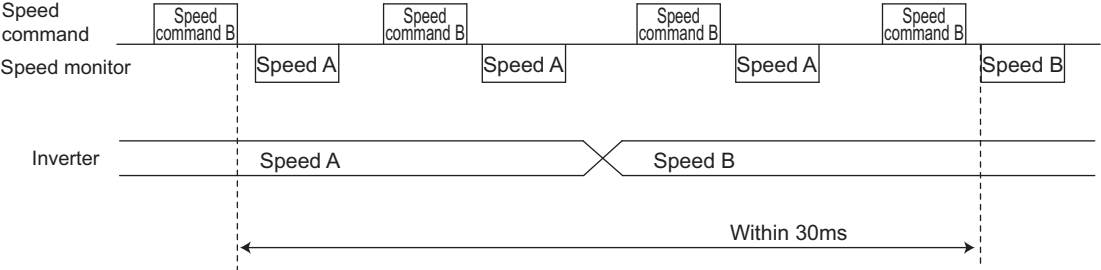 Speed
command
Speed
command B
Speed
command B
Speed
command B
Speed
command B
Speed monitor
Speed A
Speed A
Speed A
Speed B
Inverter
Speed A
Speed B
Within 30ms